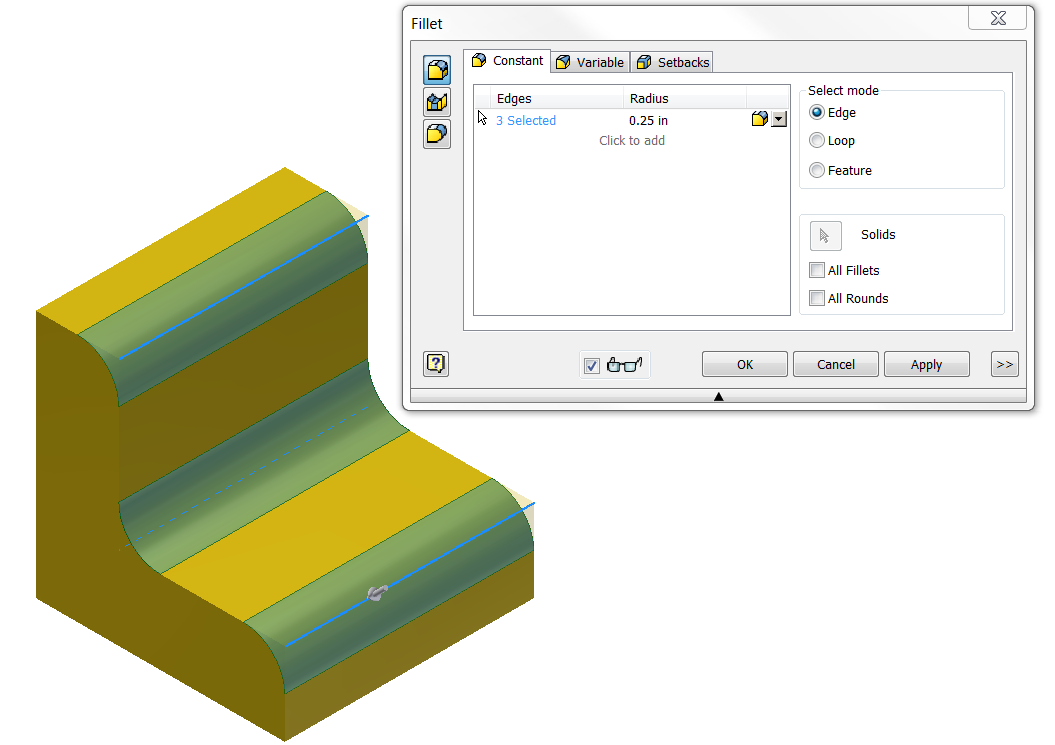 Fillet
Constant Variable Setbacks
Edges Radius
3 Selected 0.25 in
Click to add
Select mode
Edge
Loop
Feature
Solids
All Fillets
All Rounds
? OK Cancel Apply >>